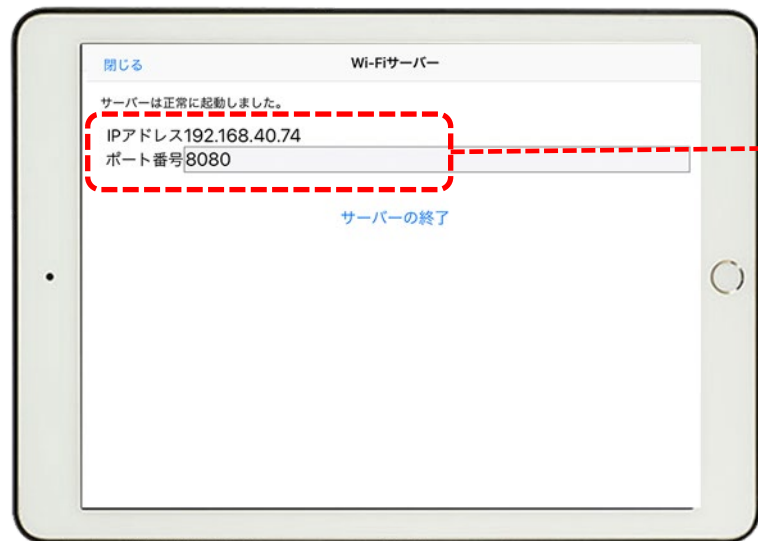 閉じる
Wi-Fiサーバー
サーバーは正常に起動しました。
IPアドレス192.168.40.74
ポート番号8080
サーバーの終了